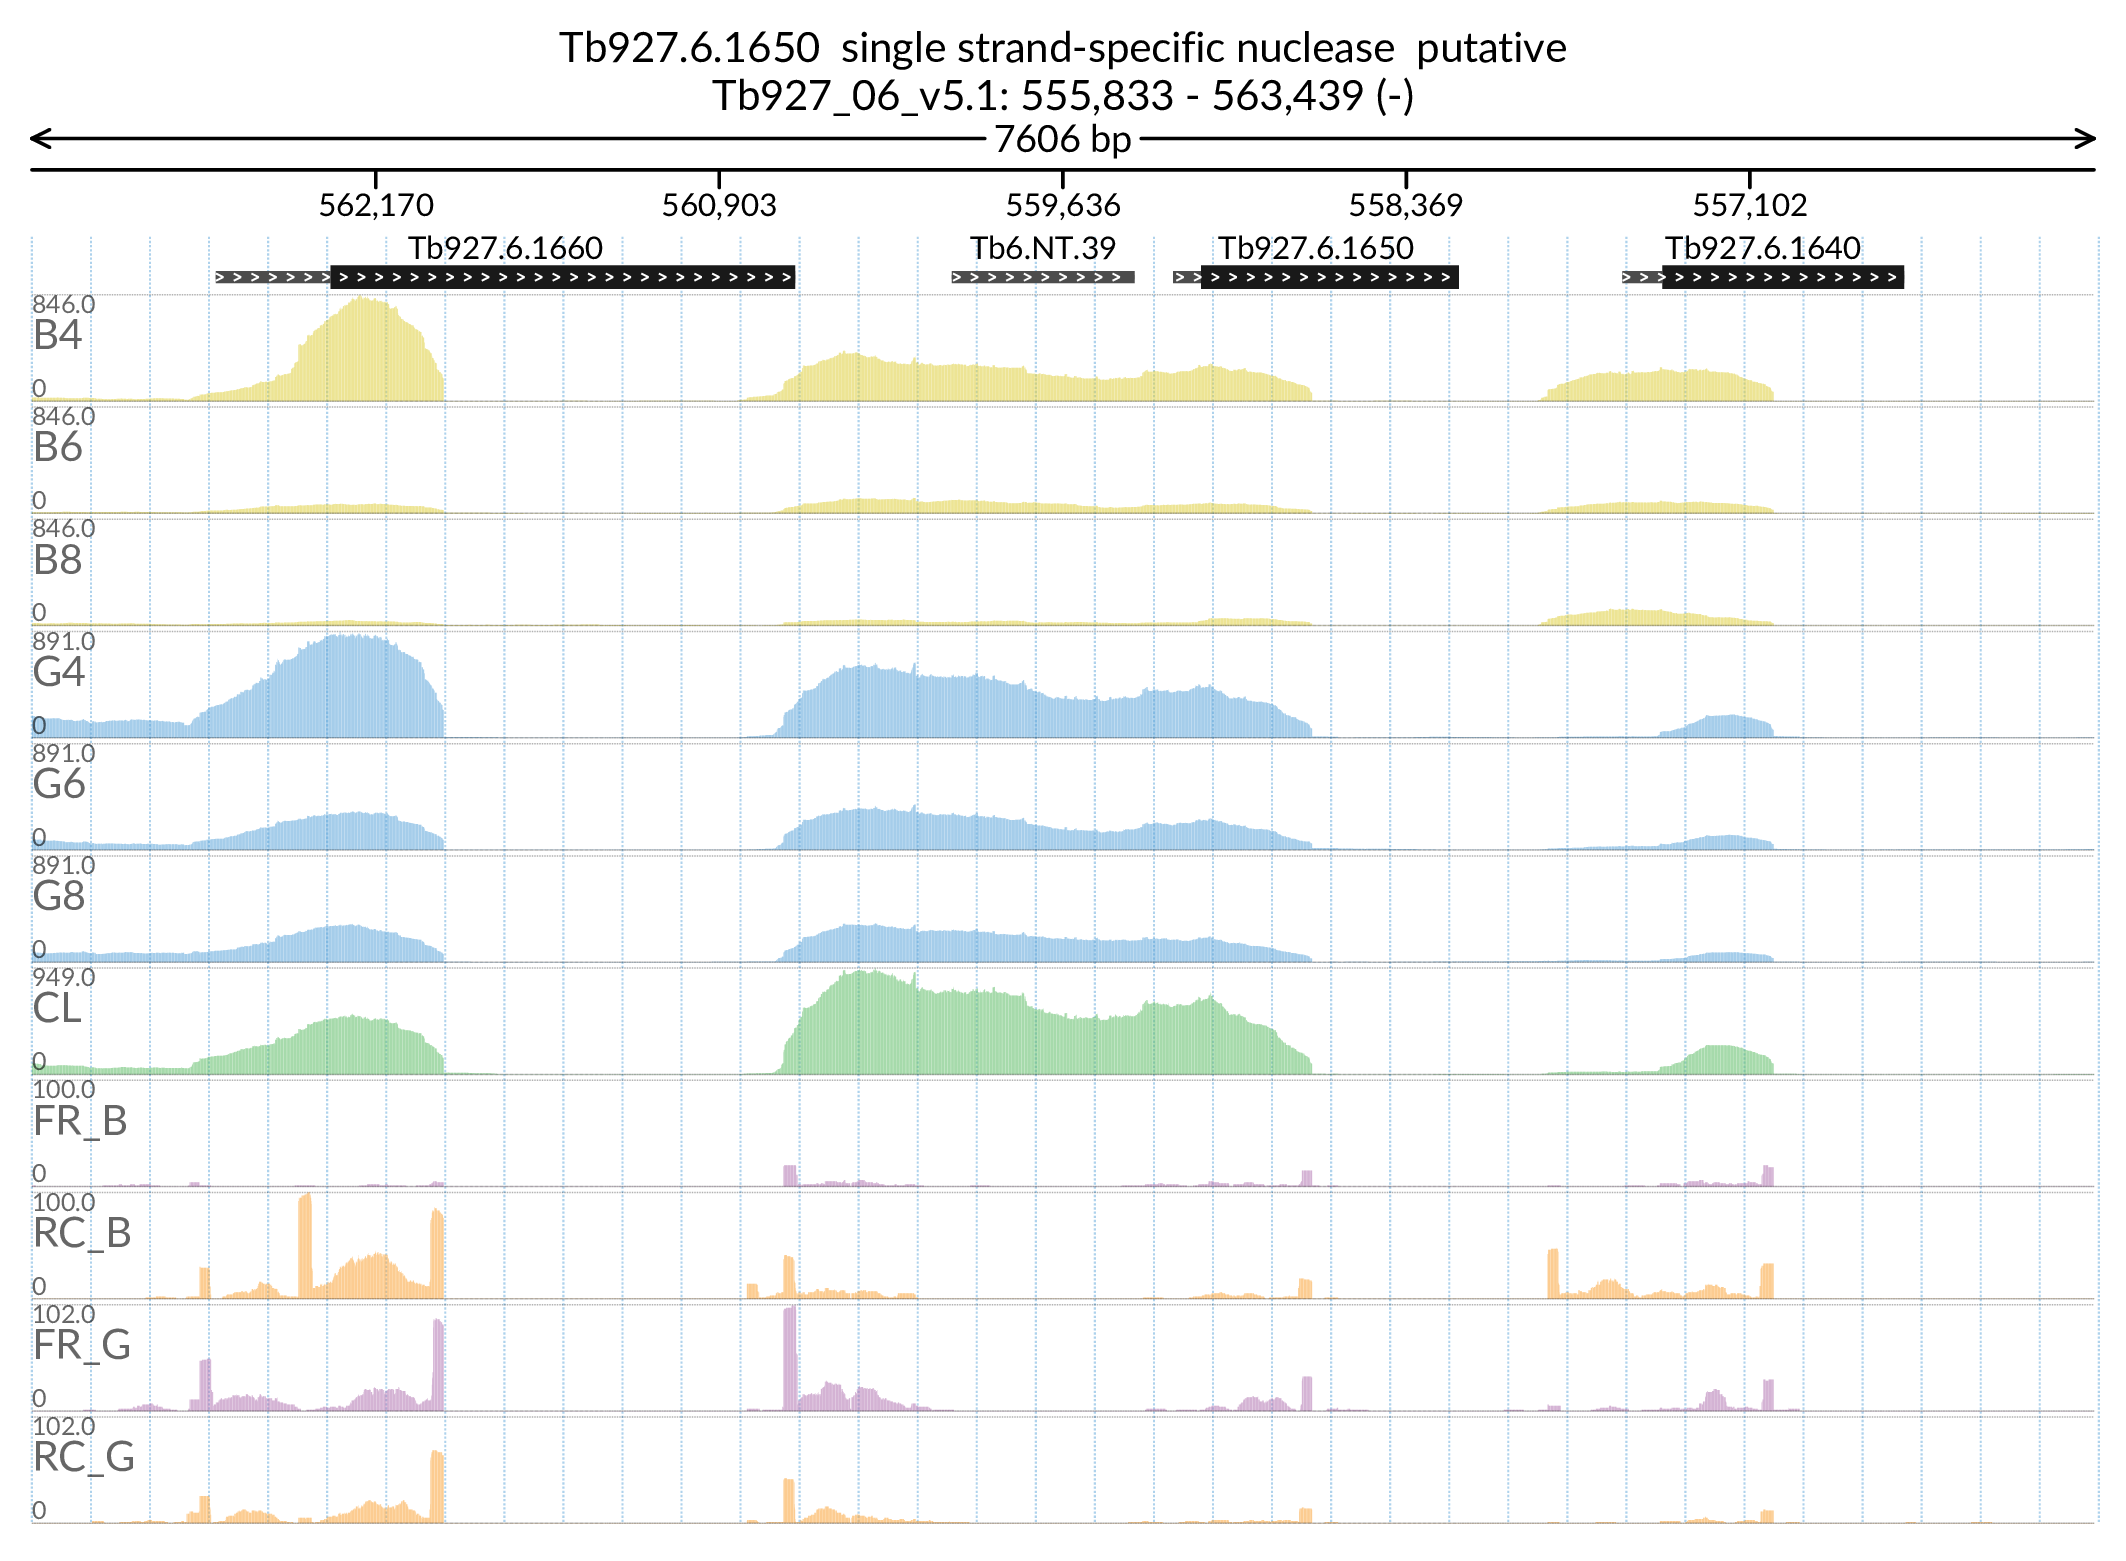 Tb927.6.1650  single strand-specific nuclease  putative
Tb927_06_v5.1: 555,833 - 563,439 (-)
7606 bp
562,170 560,903 559,636 558,369 557,102
Tb927.6.1660 Tb6.NT.39 Tb927.6.1650 Tb927.6.1640
846.0
B4
0
846.0
B6
0
846.0
B8
0
891.0
G4
0
891.0
G6
0
891.0
G8
0
949.0
CL
0
100.0
FR_B
0
100.0
RC_B
0
102.0
FR_G
0
102.0
RC_G
0